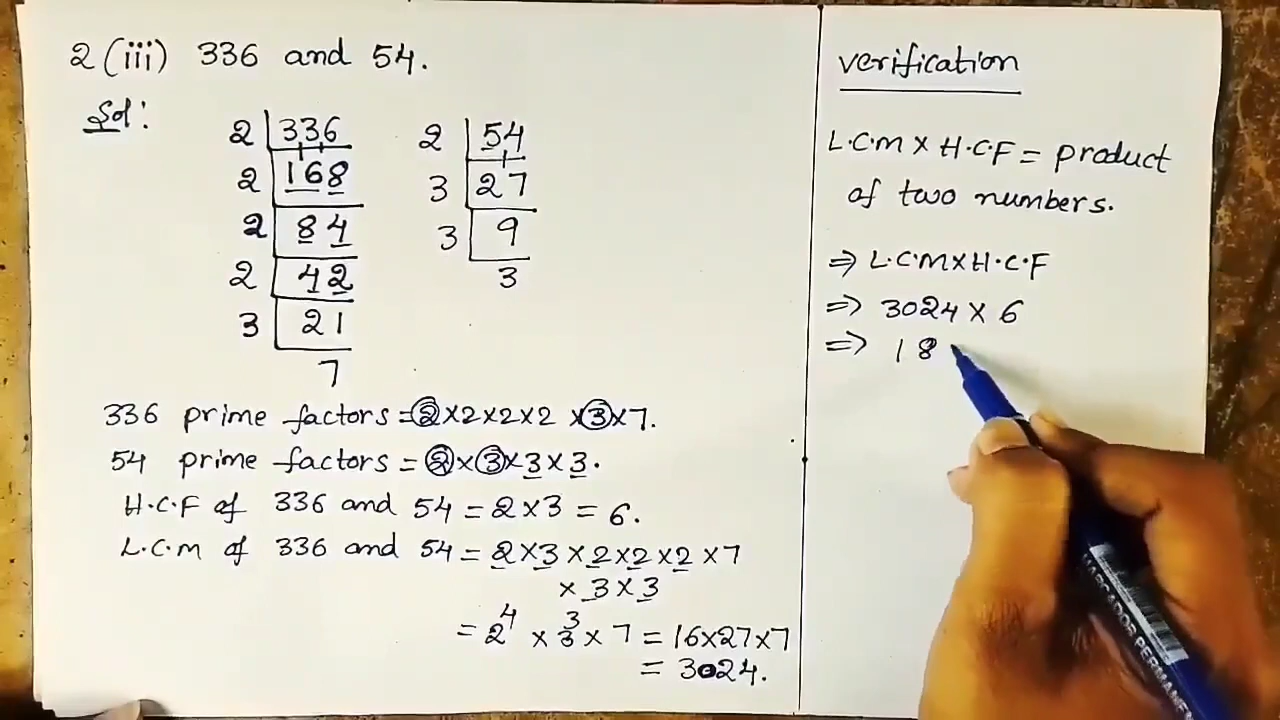 2 (iii) 336 and 54.
Sol:
2 336
2 168
2 84
2 42
3 21
7
2 54
3 27
3 9
3
336 prime factors = 2×2×2×2 ×3×7.
54 prime factors = 2×3×3×3.
H.C.F of 336 and 54 = 2×3 = 6.
L.C.M of 336 and 54 = 2×3×2×2×2×7
×3×3
= 2⁴ × 3³ × 7 = 16×27×7
= 3024.
verification
L.C.M × H.C.F = product
of two numbers.
⇒ L.C.M×H.C.F
⇒ 3024 × 6
⇒ 18
MARCADOR PERMAN